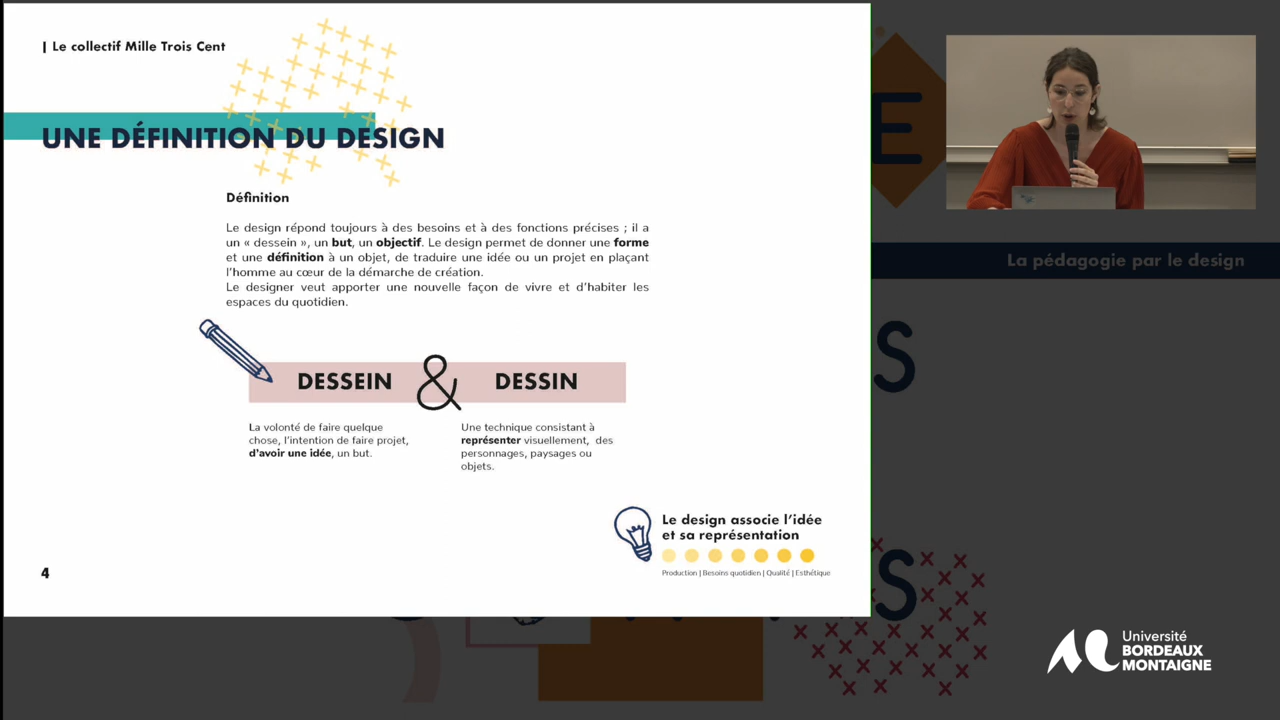 | Le collectif Mille Trois Cent
UNE DÉFINITION DU DESIGN
Définition
Le design répond toujours à des besoins et à des fonctions précises ; il a
un « dessein », un but, un objectif. Le design permet de donner une forme
et une définition à un objet, de traduire une idée ou un projet en plaçant
l'homme au cœur de la démarche de création.
Le designer veut apporter une nouvelle façon de vivre et d'habiter les
espaces du quotidien.
DESSEIN & DESSIN
La volonté de faire quelque
chose, l'intention de faire projet,
d'avoir une idée, un but.
Une technique consistant à
représenter visuellement, des
personnages, paysages ou
objets.
Le design associe l'idée
et sa représentation
Production | Besoins quotidien | Qualité | Esthétique
4
E
La pédagogie par le design
S
S
Université
BORDEAUX
MONTAIGNE